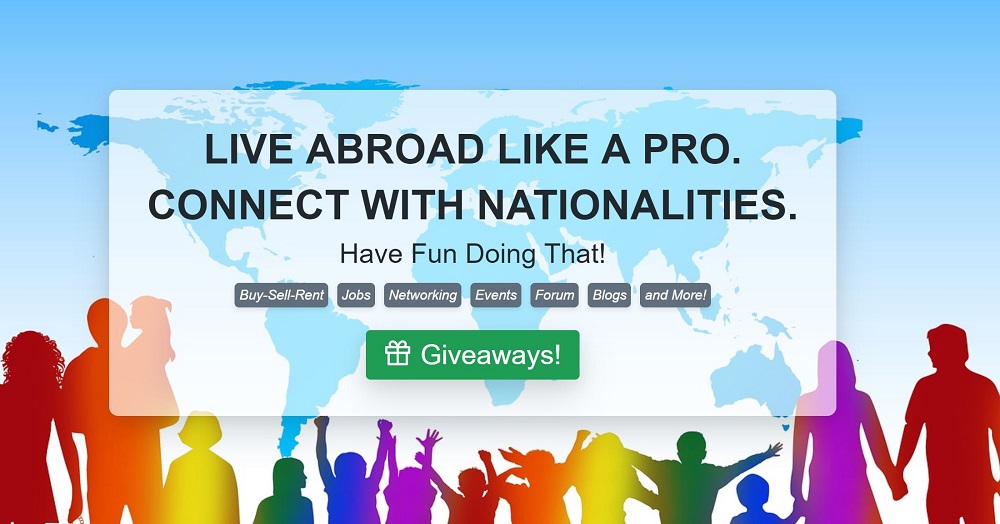 LIVE ABROAD LIKE A PRO.
CONNECT WITH NATIONALITIES.
Have Fun Doing That!
Buy-Sell-Rent Jobs Networking Events Forum Blogs and More!
Giveaways!